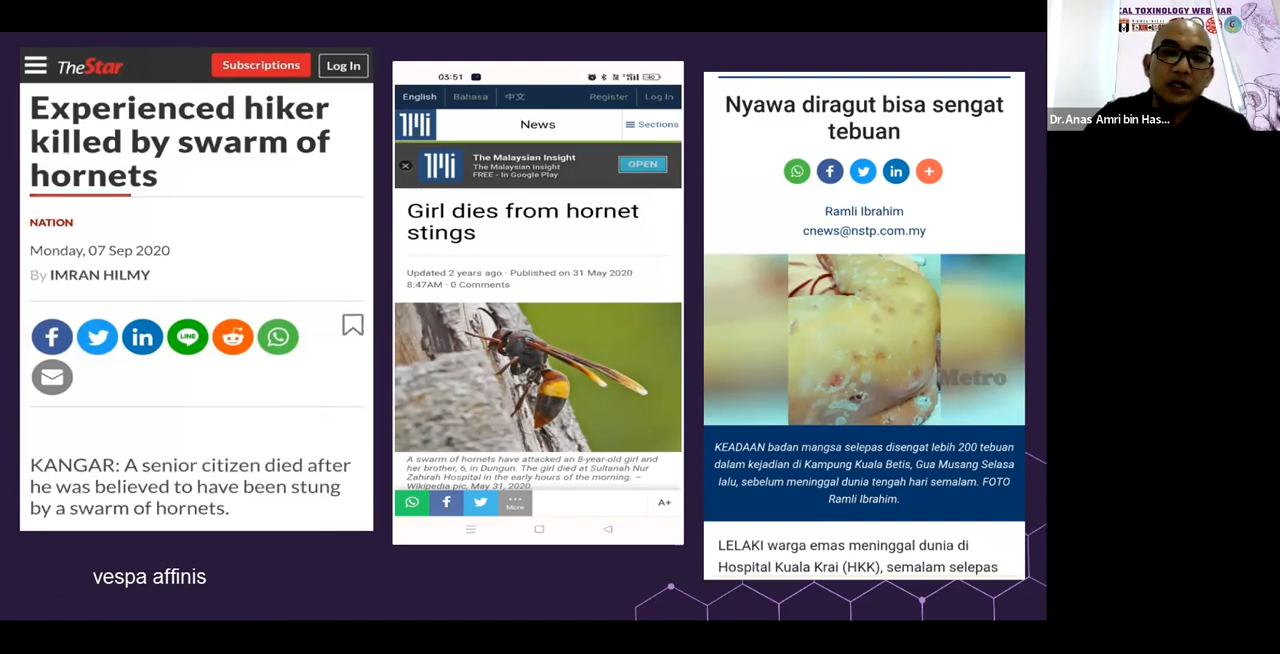 TheStar
Subscriptions
Log In
Experienced hiker
killed by swarm of
hornets
NATION
Monday, 07 Sep 2020
By IMRAN HILMY
LINE
KANGAR: A senior citizen died after
he was believed to have been stung
by a swarm of hornets.
vespa affinis
03:51
English
Bahasa
中文
Register
Log In
News
Sections
The Malaysian Insight
The Malaysian Insight
FREE - In Google Play
OPEN
Girl dies from hornet
stings
Updated 2 years ago · Published on 31 May 2020
8:47AM · 0 Comments
A swarm of hornets have attacked an 8-year-old girl and
her brother, 6, in Dungun. The girl died at Sultanah Nur
Zahirah Hospital in the early hours of the morning. –
Wikipedia pic, May 31, 2020
More
A+
Nyawa diragut bisa sengat
tebuan
Ramli Ibrahim
cnews@nstp.com.my
Metro
KEADAAN badan mangsa selepas disengat lebih 200 tebuan
dalam kejadian di Kampung Kuala Betis, Gua Musang Selasa
lalu, sebelum meninggal dunia tengah hari semalam. FOTO
Ramli Ibrahim.
LELAKI warga emas meninggal dunia di
Hospital Kuala Krai (HKK), semalam selepas
CAL TOXINOLOGY WEBINAR
Dr.Anas Amri bin Has...